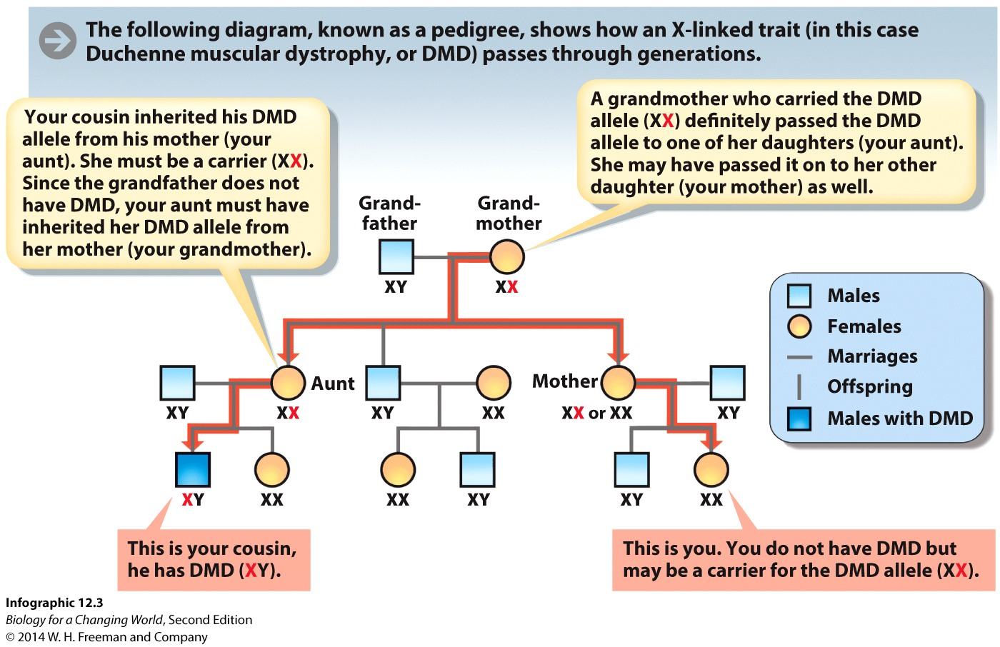 The following diagram, known as a pedigree, shows how an X-linked trait (in this case
Duchenne muscular dystrophy, or DMD) passes through generations.
Your cousin inherited his DMD
allele from his mother (your
aunt). She must be a carrier (XX).
Since the grandfather does not
have DMD, your aunt must have
inherited her DMD allele from
her mother (your grandmother).
A grandmother who carried the DMD
allele (XX) definitely passed the DMD
allele to one of her daughters (your aunt).
She may have passed it on to her other
daughter (your mother) as well.
Grand-
father
Grand-
mother
XY
XX
Males
Females
Marriages
Offspring
Males with DMD
Aunt
Mother
XY
XX
XY
XX
XX or XX
XY
XY
XX
XX
XY
XY
XX
This is your cousin,
he has DMD (XY).
This is you. You do not have DMD but
may be a carrier for the DMD allele (XX).
Infographic 12.3
Biology for a Changing World, Second Edition
© 2014 W. H. Freeman and Company